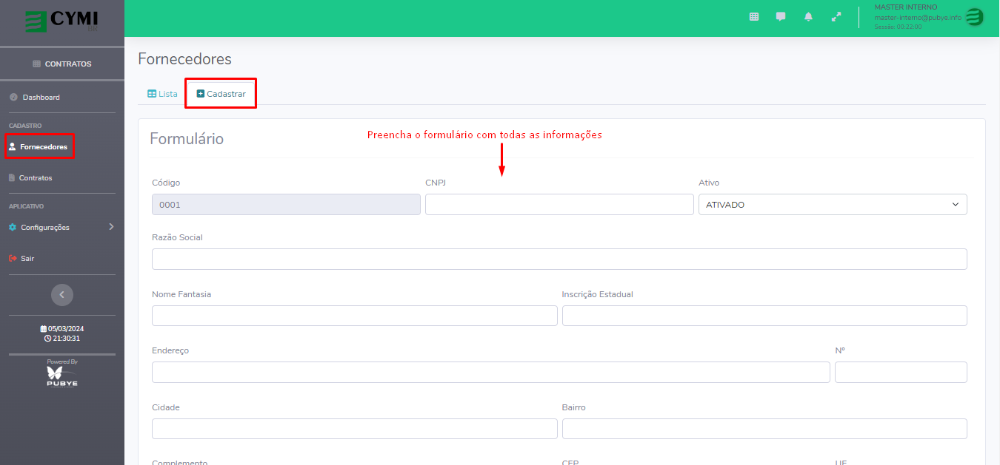 CYMI
MASTER INTERNO
master-interno@pubye.info
Sessão: 00:22:00
CONTRATOS
Dashboard
CADASTRO
Fornecedores
Contratos
APLICATIVO
Configurações
Sair
05/03/2024
21:30:31
Powered By
PUBYE
Fornecedores
Lista
Cadastrar
Formulário
Preencha o formulário com todas as informações
Código
CNPJ
Ativo
0001
ATIVADO
Razão Social
Nome Fantasia
Inscrição Estadual
Endereço
Nº
Cidade
Bairro
Complemento
CEP
UF